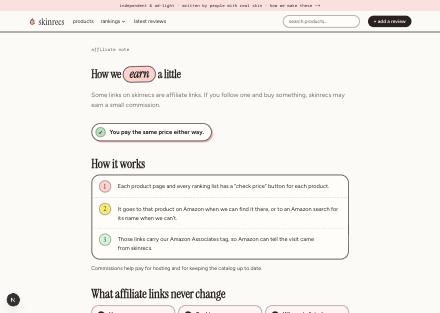 independent & ad-light · written by people with real skin · how we make these →
skinrecs
products
rankings
latest reviews
search products...
+ add a review
affiliate note
How we earn a little
Some links on skinrecs are affiliate links. If you follow one and buy something, skinrecs may
earn a small commission.
✓ You pay the same price either way.
How it works
1 Each product page and every ranking list has a "check price" button for each product.
2 It goes to that product on Amazon when we can find it there, or to an Amazon search for
its name when we can't.
3 Those links carry our Amazon Associates tag, so Amazon can tell the visit came
from skinrecs.
Commissions help pay for hosting and for keeping the catalog up to date.
What affiliate links never change